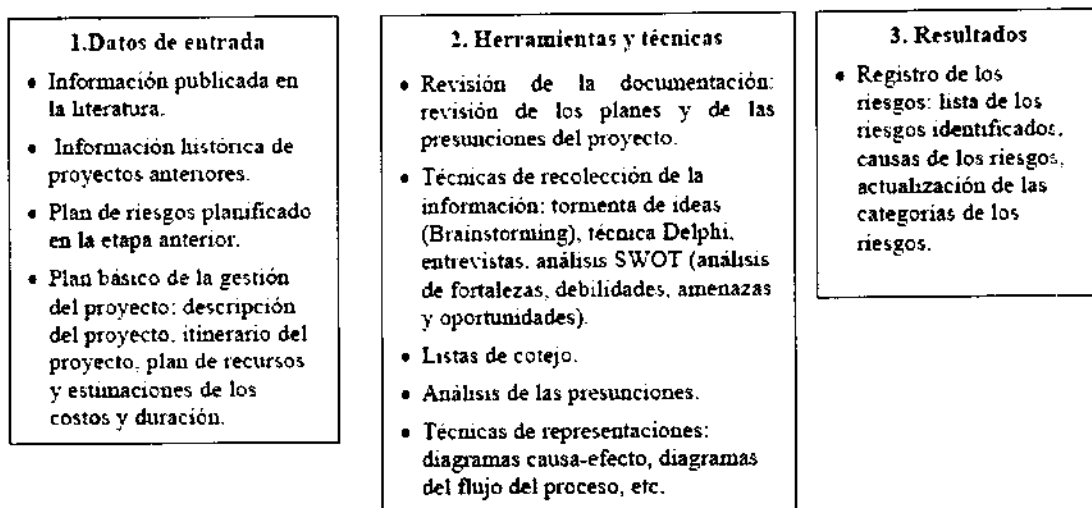 1.Datos de entrada
• Información publicada en
la literatura.
• Información histórica de
proyectos anteriores.
• Plan de riesgos planificado
en la etapa anterior.
• Plan básico de la gestión
del proyecto: descripción
del proyecto, itinerario del
proyecto, plan de recursos
y estimaciones de los
costos y duración.
2. Herramientas y técnicas
• Revisión de la documentación:
revisión de los planes y de las
presunciones del proyecto.
• Técnicas de recolección de la
información: tormenta de ideas
(Brainstorming), técnica Delphi,
entrevistas, análisis SWOT (análisis
de fortalezas, debilidades, amenazas
y oportunidades).
• Listas de cotejo.
• Análisis de las presunciones.
• Técnicas de representaciones:
diagramas causa-efecto, diagramas
del flujo del proceso, etc.
3. Resultados
• Registro de los
riesgos: lista de los
riesgos identificados,
causas de los riesgos,
actualización de las
categorías de los
riesgos.